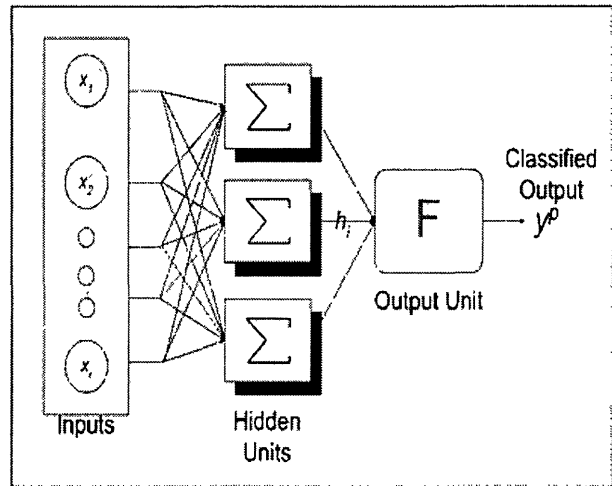 x₁
x₂
xᵢ
Inputs
Σ
Σ
Σ
Hidden
Units
hᵢ
F
Output Unit
Classified
Output
yᵖ